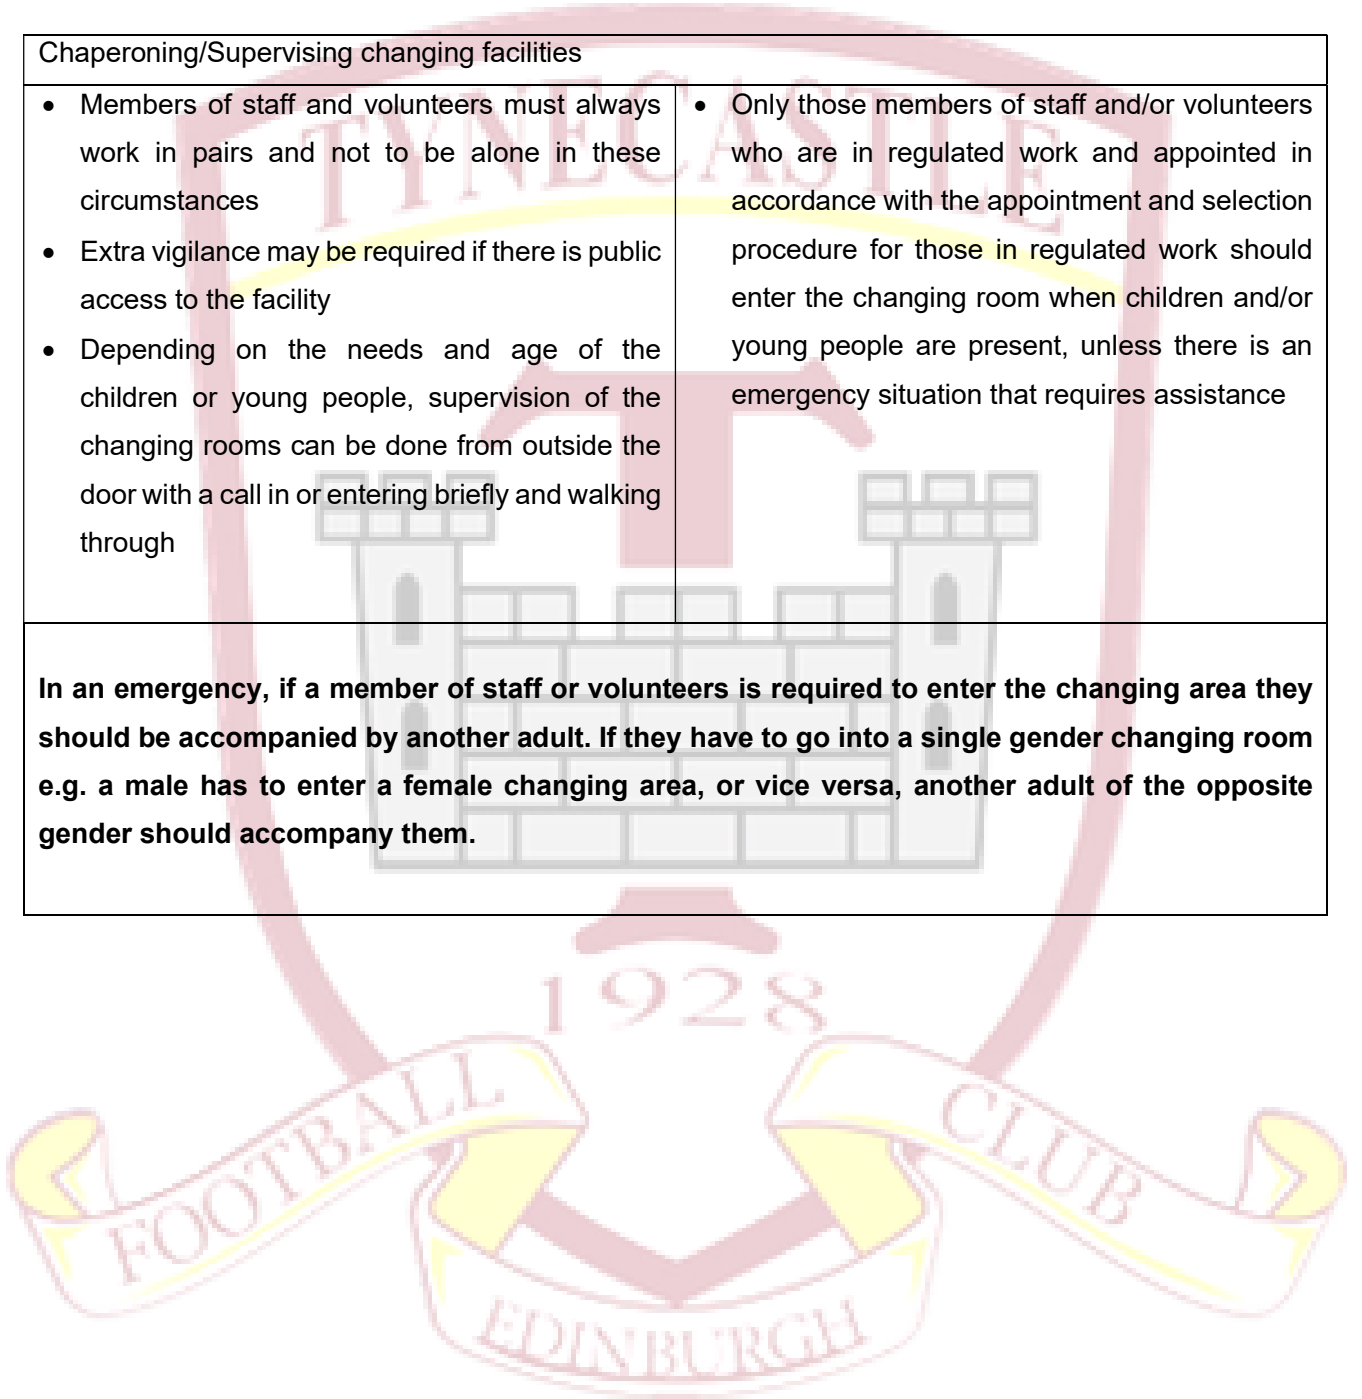 Chaperoning/Supervising changing facilities
• Members of staff and volunteers must always
work in pairs and not to be alone in these
circumstances
• Extra vigilance may be required if there is public
access to the facility
• Depending on the needs and age of the
children or young people, supervision of the
changing rooms can be done from outside the
door with a call in or entering briefly and walking
through
• Only those members of staff and/or volunteers
who are in regulated work and appointed in
accordance with the appointment and selection
procedure for those in regulated work should
enter the changing room when children and/or
young people are present, unless there is an
emergency situation that requires assistance
In an emergency, if a member of staff or volunteers is required to enter the changing area they
should be accompanied by another adult. If they have to go into a single gender changing room
e.g. a male has to enter a female changing area, or vice versa, another adult of the opposite
gender should accompany them.
TYNECASTLE
T
1928
FOOTBALL
CLUB
EDINBURGH